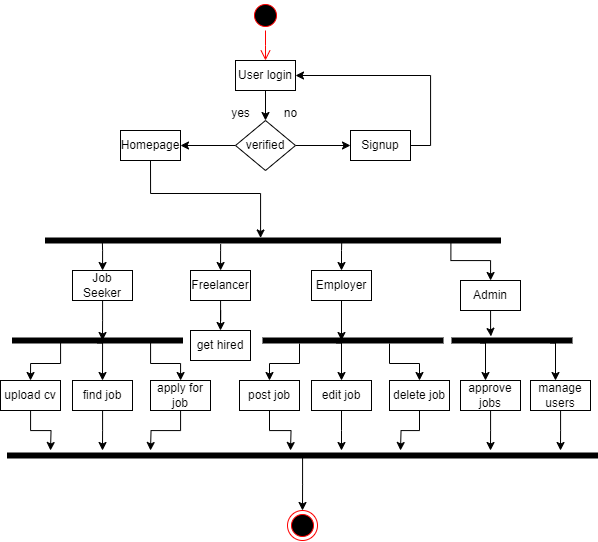 User login
yes
no
verified
Homepage
Signup
Job
Seeker
Freelancer
Employer
Admin
get hired
upload cv
find job
apply for
job
post job
edit job
delete job
approve
jobs
manage
users